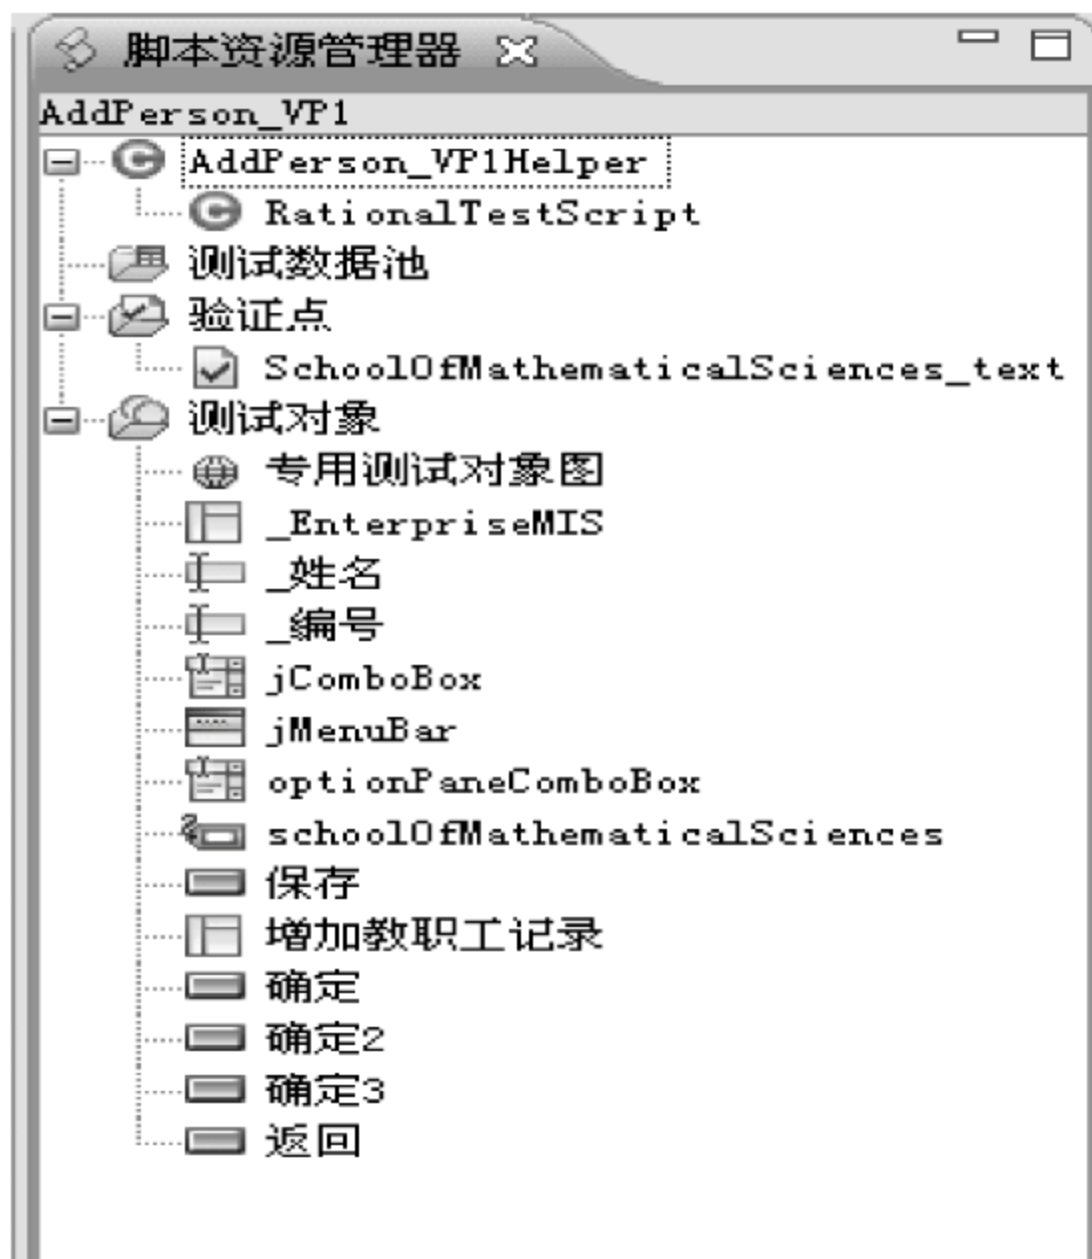 脚本资源管理器
AddPerson_VP1
AddPerson_VP1Helper
RationalTestScript
测试数据池
验证点
SchoolOfMathematicalSciences_text
测试对象
专用测试对象图
_EnterpriseMIS
_姓名
_编号
jComboBox
jMenuBar
optionPaneComboBox
schoolOfMathematicalSciences
保存
增加教职工记录
确定
确定2
确定3
返回